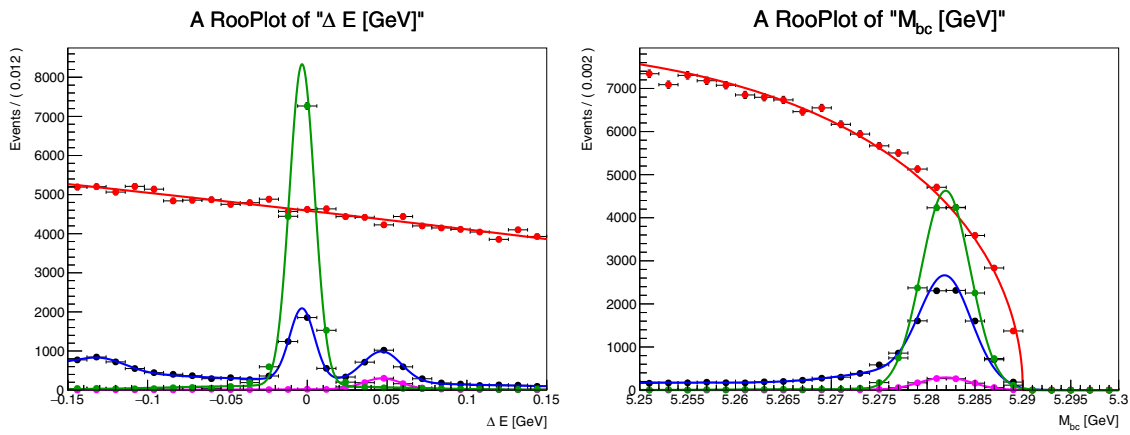 A RooPlot of "Δ E [GeV]"
Events / ( 0.012 )
8000
7000
6000
5000
4000
3000
2000
1000
0
−0.15 −0.1 −0.05 0 0.05 0.1 0.15
Δ E [GeV]
A RooPlot of "Mbc [GeV]"
Events / ( 0.002 )
7000
6000
5000
4000
3000
2000
1000
0
5.25 5.255 5.26 5.265 5.27 5.275 5.28 5.285 5.29 5.295 5.3
Mbc [GeV]